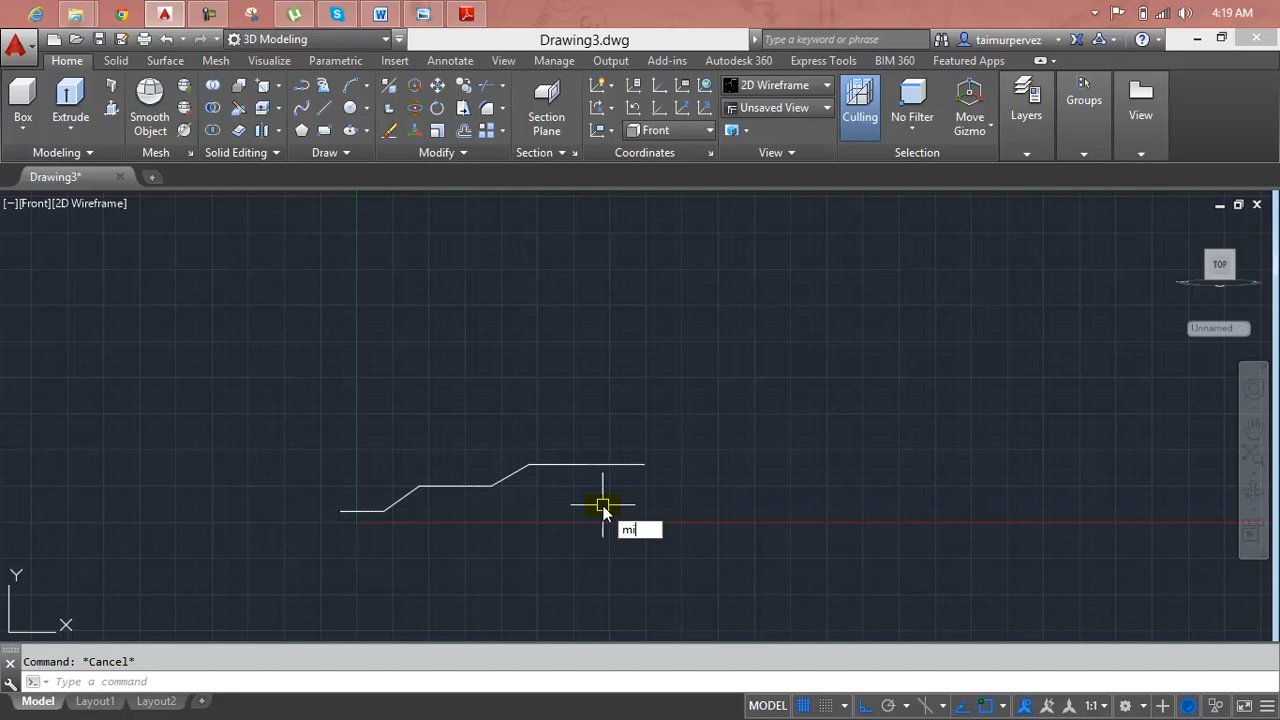 4:19 AM
3D Modeling
Drawing3.dwg
Type a keyword or phrase
taimurpervez
Home Solid Surface Mesh Visualize Parametric Insert Annotate View Manage Output Add-ins Autodesk 360 Express Tools BIM 360 Featured Apps
Box
Extrude
Smooth Object
Section Plane
Front
2D Wireframe
Unsaved View
Culling
No Filter
Move Gizmo
Layers
Groups
View
Modeling Mesh Solid Editing Draw Modify Section Coordinates View Selection
Drawing3*
[−][Front][2D Wireframe]
TOP
Unnamed
mi
Y
X
Command: *Cancel*
Type a command
Model Layout1 Layout2 MODEL 1:1